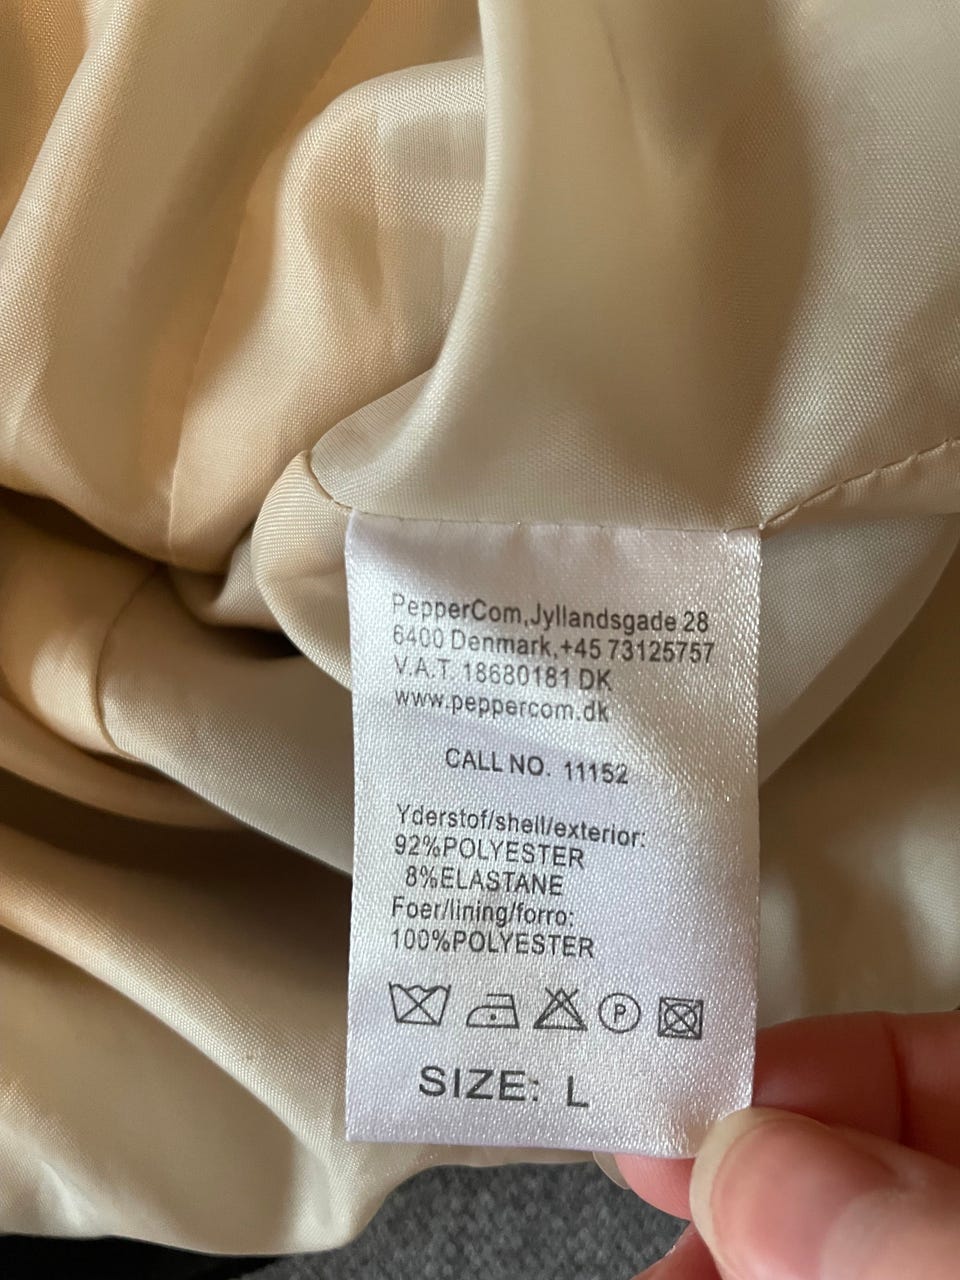 PepperCom,Jyllandsgade 28
6400 Denmark,+45 73125757
V.A.T. 18680181 DK
www.peppercom.dk
CALL NO. 11152
Yderstof/shell/exterior:
92%POLYESTER
8%ELASTANE
Foer/lining/forro:
100%POLYESTER
P
SIZE: L